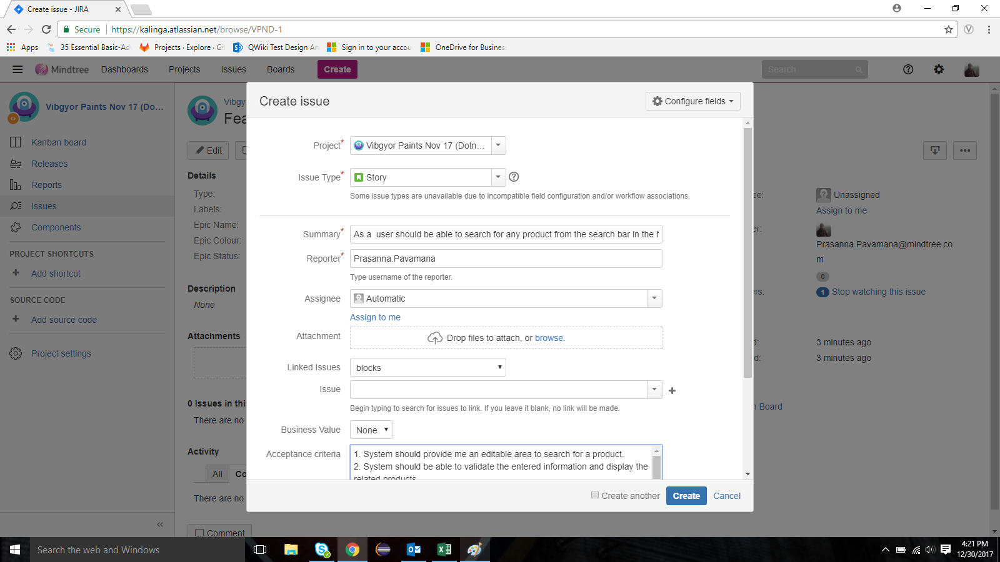 Create issue - JIRA
Secure https://kalinga.atlassian.net/browse/VPND-1
Apps 35 Essential Basic-Ad Projects · Explore · Gi QWiki Test Design An Sign in to your accou OneDrive for Busines
Mindtree Dashboards Projects Issues Boards Create Search
Vibgyor Paints Nov 17 (Do...
Kanban board
Releases
Reports
Issues
Components
PROJECT SHORTCUTS
+ Add shortcut
SOURCE CODE
+ Add source code
Project settings
«
Vibgy
Fea
Edit
Details
Type:
Labels:
Epic Name:
Epic Colour:
Epic Status:
Description
None
Attachments
0 Issues in thi
There are no
Activity
All Co
There are no
Comment
Create issue
Configure fields
Project* Vibgyor Paints Nov 17 (Dotn...
Issue Type* Story
Some issue types are unavailable due to incompatible field configuration and/or workflow associations.
Summary* As a  user should be able to search for any product from the search bar in the h
Reporter* Prasanna.Pavamana
Type username of the reporter.
Assignee Automatic
Assign to me
Attachment Drop files to attach, or browse.
Linked Issues blocks
Issue
Begin typing to search for issues to link. If you leave it blank, no link will be made.
Business Value None
Acceptance criteria 1. System should provide me an editable area to search for a product.
2. System should be able to validate the entered information and display the
related products
Create another Create Cancel
ee: Unassigned
Assign to me
er:
Prasanna.Pavamana@mindtree.co
m
0
ers: 1 Stop watching this issue
d: 3 minutes ago
d: 3 minutes ago
n Board
Search the web and Windows
4:21 PM
12/30/2017